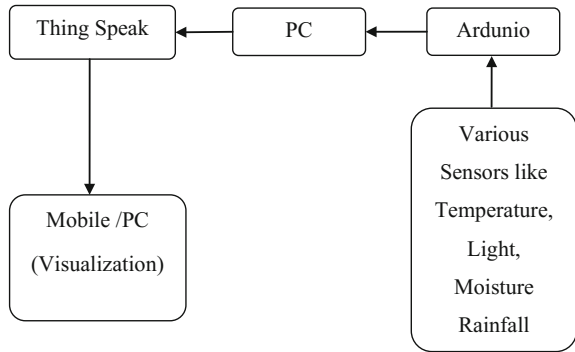 Thing Speak
PC
Ardunio
Various
Sensors like
Temperature,
Light,
Moisture
Rainfall
Mobile /PC
(Visualization)